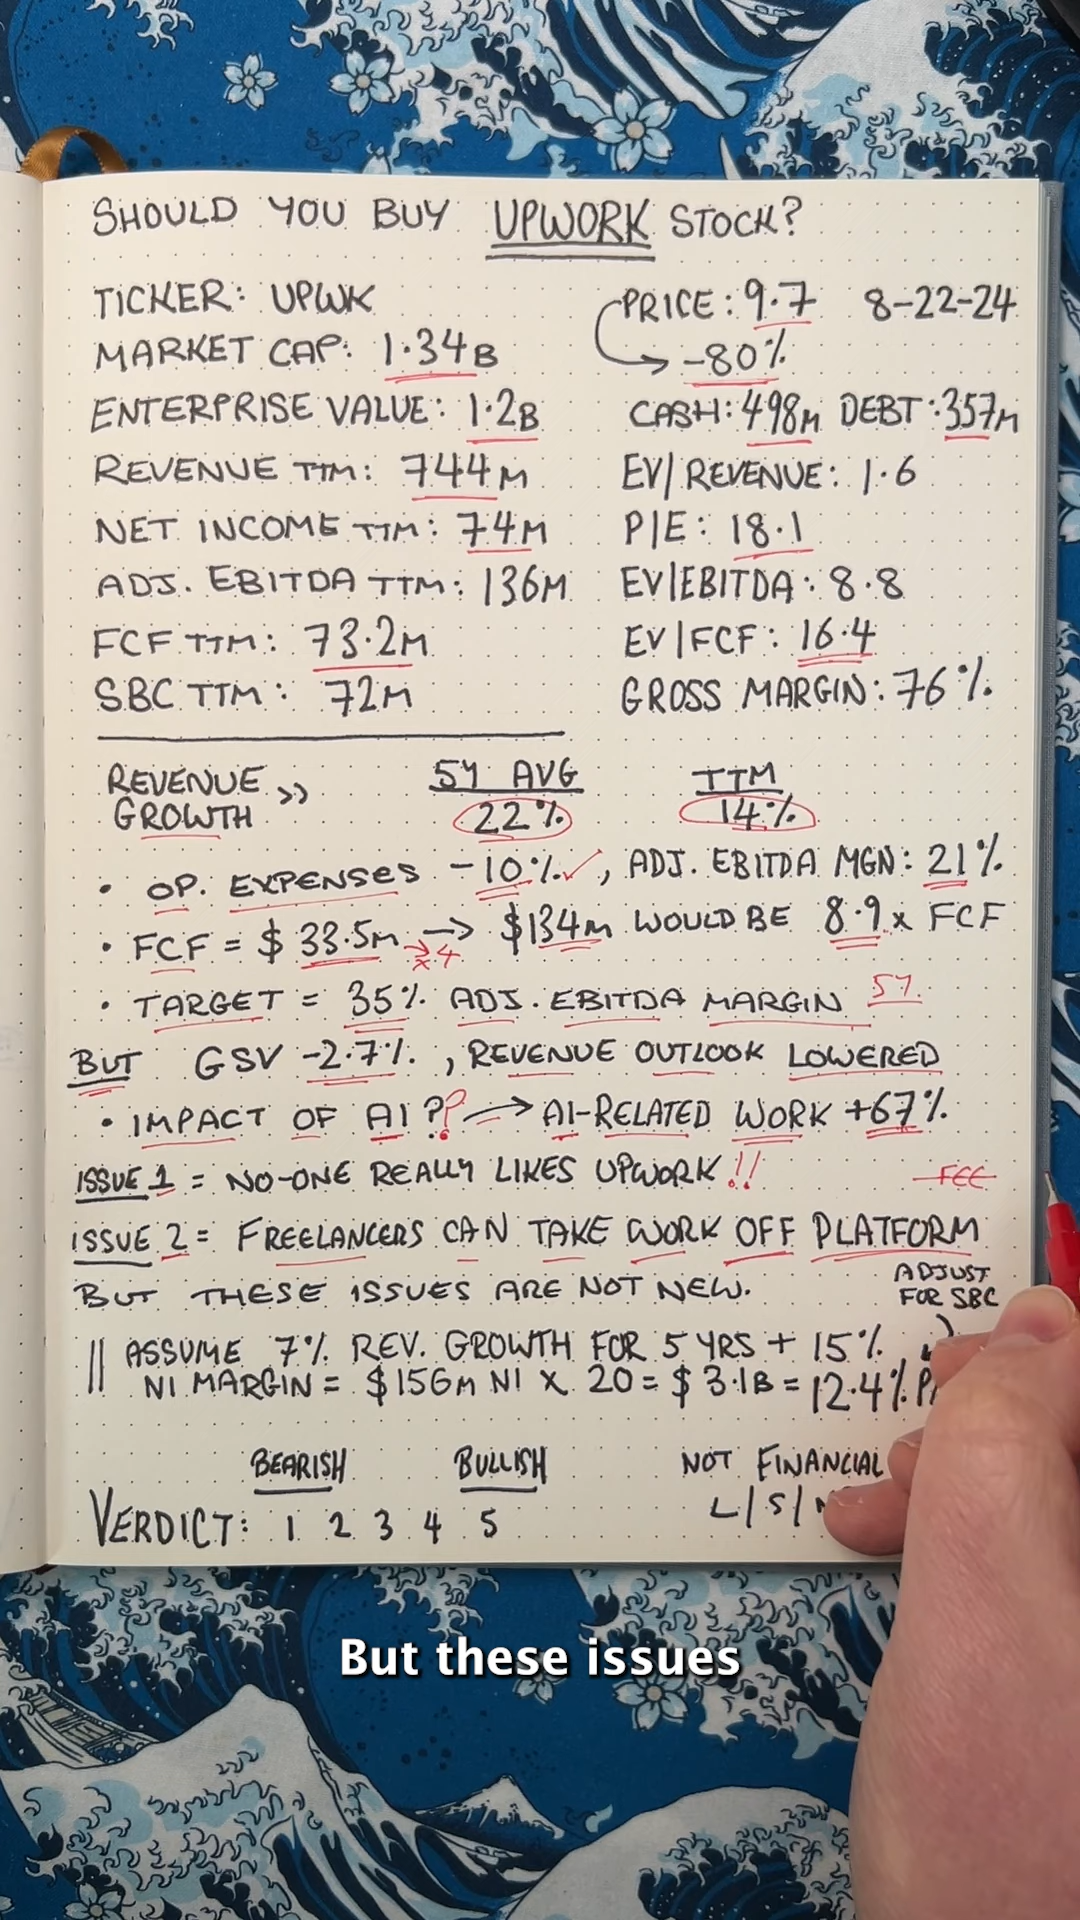 SHOULD YOU BUY UPWORK STOCK?
TICKER: UPWK
PRICE: 9.7 8-22-24
MARKET CAP: 1.34B
→ -80%
ENTERPRISE VALUE: 1.2B
CASH: 498M DEBT: 357M
REVENUE TTM: 744M
EV/REVENUE: 1.6
NET INCOME TTM: 74M
P/E: 18.1
ADJ. EBITDA TTM: 136M
EV/EBITDA: 8.8
FCF TTM: 73.2M
EV/FCF: 16.4
SBC TTM: 72M
GROSS MARGIN: 76%
REVENUE GROWTH >>
5Y AVG
22%
TTM
14%
• OP. EXPENSES -10% ✓, ADJ. EBITDA MGN: 21%
• FCF = $33.5M → $134M WOULD BE 8.9x FCF
x4
• TARGET = 35% ADJ. EBITDA MARGIN 5Y
BUT GSV -2.7%, REVENUE OUTLOOK LOWERED
• IMPACT OF AI?? → AI-RELATED WORK +67%
ISSUE 1 = NO-ONE REALLY LIKES UPWORK!!
FEE
ISSUE 2 = FREELANCERS CAN TAKE WORK OFF PLATFORM
BUT THESE ISSUES ARE NOT NEW.
ADJUST
FOR SBC
|| ASSUME 7% REV. GROWTH FOR 5 YRS + 15%
NI MARGIN = $156M NI x 20 = $3.1B = 12.4%
BEARISH BULLISH
NOT FINANCIAL
VERDICT: 1 2 3 4 5
L/S/
But these issues